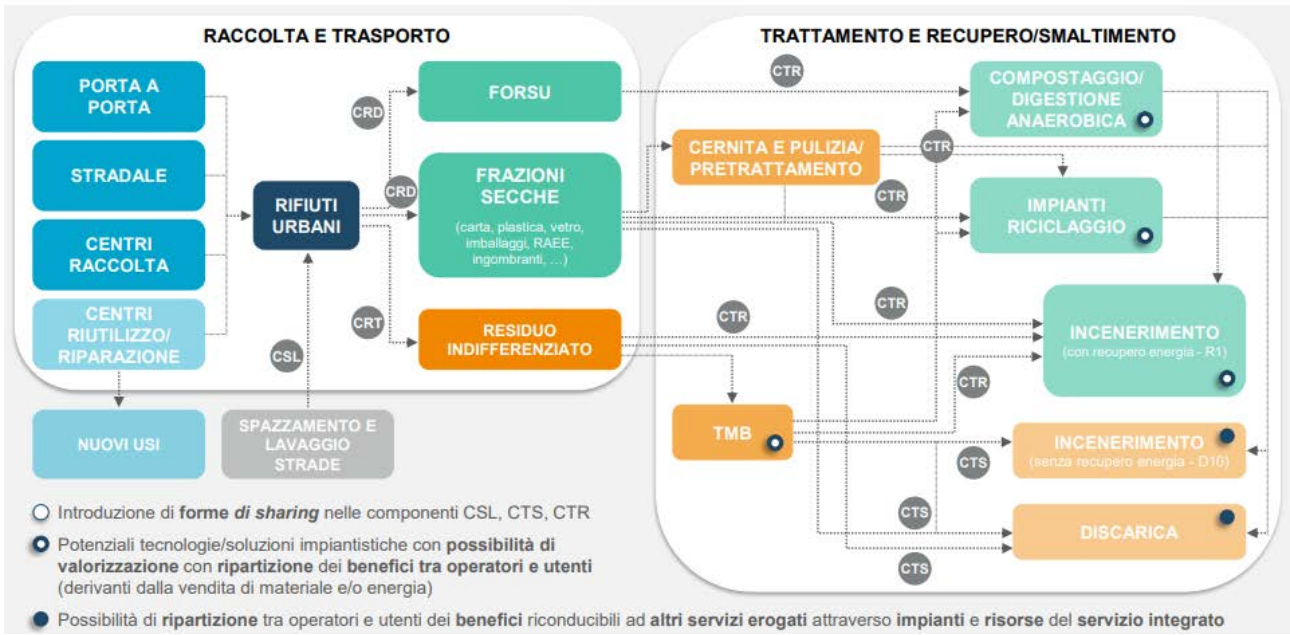 RACCOLTA E TRASPORTO
PORTA A
PORTA
STRADALE
CENTRI
RACCOLTA
CENTRI
RIUTILIZZO/
RIPARAZIONE
NUOVI USI
SPAZZAMENTO E
LAVAGGIO
STRADE
CSL
RIFIUTI
URBANI
CRD
CRD
CRT
FORSU
FRAZIONI
SECCHE
(carta, plastica, vetro,
imballaggi, RAEE,
ingombranti, ...)
RESIDUO
INDIFFERENZIATO
TRATTAMENTO E RECUPERO/SMALTIMENTO
CTR
CERNITA E PULIZIA/
PRETRATTAMENTO
CTR
CTR
CTR
CTR
CTR
TMB
CTS
CTS
CTS
COMPOSTAGGIO/
DIGESTIONE
ANAEROBICA
IMPIANTI
RICICLAGGIO
INCENERIMENTO
(con recupero energia - R1)
INCENERIMENTO
(senza recupero energia - D10)
DISCARICA
Introduzione di forme di sharing nelle componenti CSL, CTS, CTR
Potenziali tecnologie/soluzioni impiantistiche con possibilità di
valorizzazione con ripartizione dei benefici tra operatori e utenti
(derivanti dalla vendita di materiale e/o energia)
Possibilità di ripartizione tra operatori e utenti dei benefici riconducibili ad altri servizi erogati attraverso impianti e risorse del servizio integrato